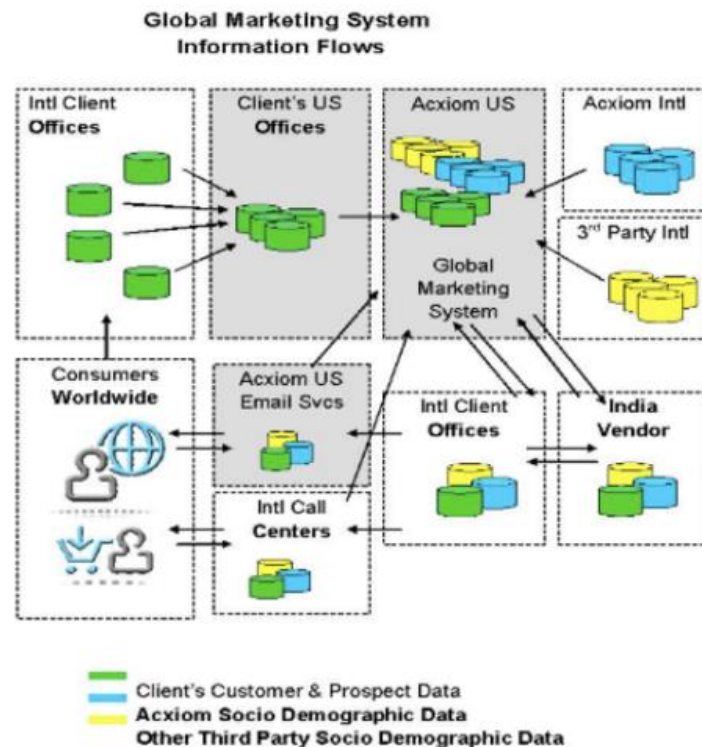 Global Marketing System
Information Flows
Intl Client
Offices
Client's US
Offices
Acxiom US
Global
Marketing
System
Acxiom Intl
3rd Party Intl
Consumers
Worldwide
Acxiom US
Email Svcs
Intl Call
Centers
Intl Client
Offices
India
Vendor
Client's Customer & Prospect Data
Acxiom Socio Demographic Data
Other Third Party Socio Demographic Data